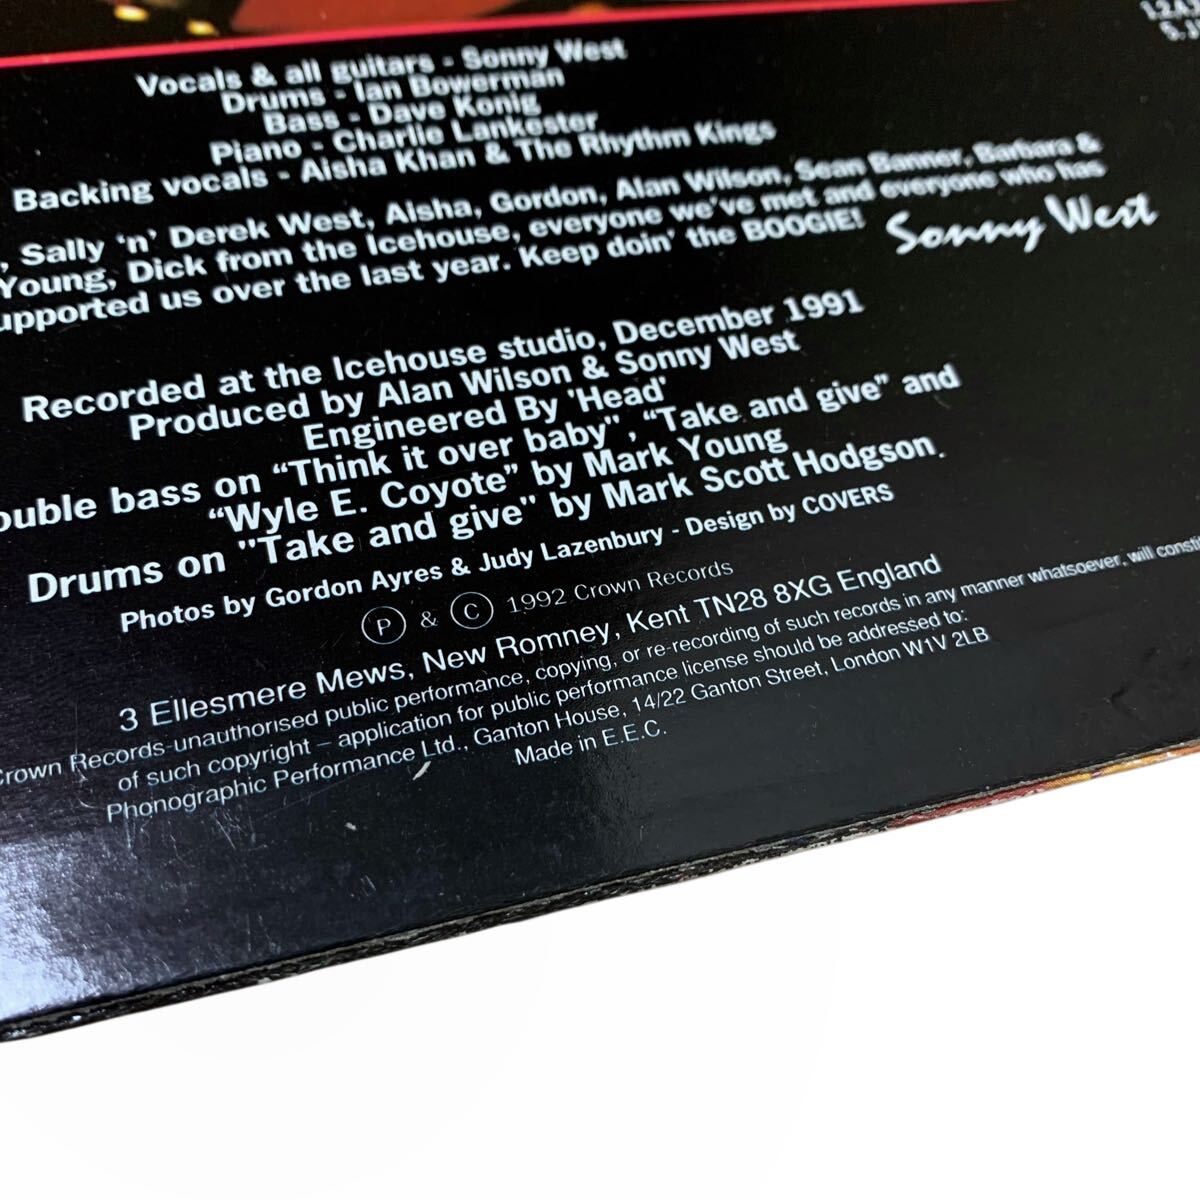 Vocals & all guitars - Sonny West
Drums - Ian Bowerman
Bass - Dave Konig
Piano - Charlie Lankester
Backing vocals - Aisha Khan & The Rhythm Kings
, Sally ‘n’ Derek West, Aisha, Gordon, Alan Wilson, Sean Banner, Barbara &
Young, Dick from the Icehouse, everyone we've met and everyone who has
upported us over the last year. Keep doin' the BOOGIE!
Sonny West
Recorded at the Icehouse studio, December 1991
Produced by Alan Wilson & Sonny West
Engineered By 'Head'
ouble bass on “Think it over baby”, “Take and give” and
“Wyle E. Coyote” by Mark Young
Drums on "Take and give" by Mark Scott Hodgson.
Photos by Gordon Ayres & Judy Lazenbury - Design by COVERS
Ⓟ & © 1992 Crown Records
3 Ellesmere Mews, New Romney, Kent TN28 8XG England
Crown Records-unauthorised public performance, copying, or re-recording of such records in any manner whatsoever, will consti
of such copyright – application for public performance license should be addressed to:
Phonographic Performance Ltd., Ganton House, 14/22 Ganton Street, London W1V 2LB
Made in E.E.C.